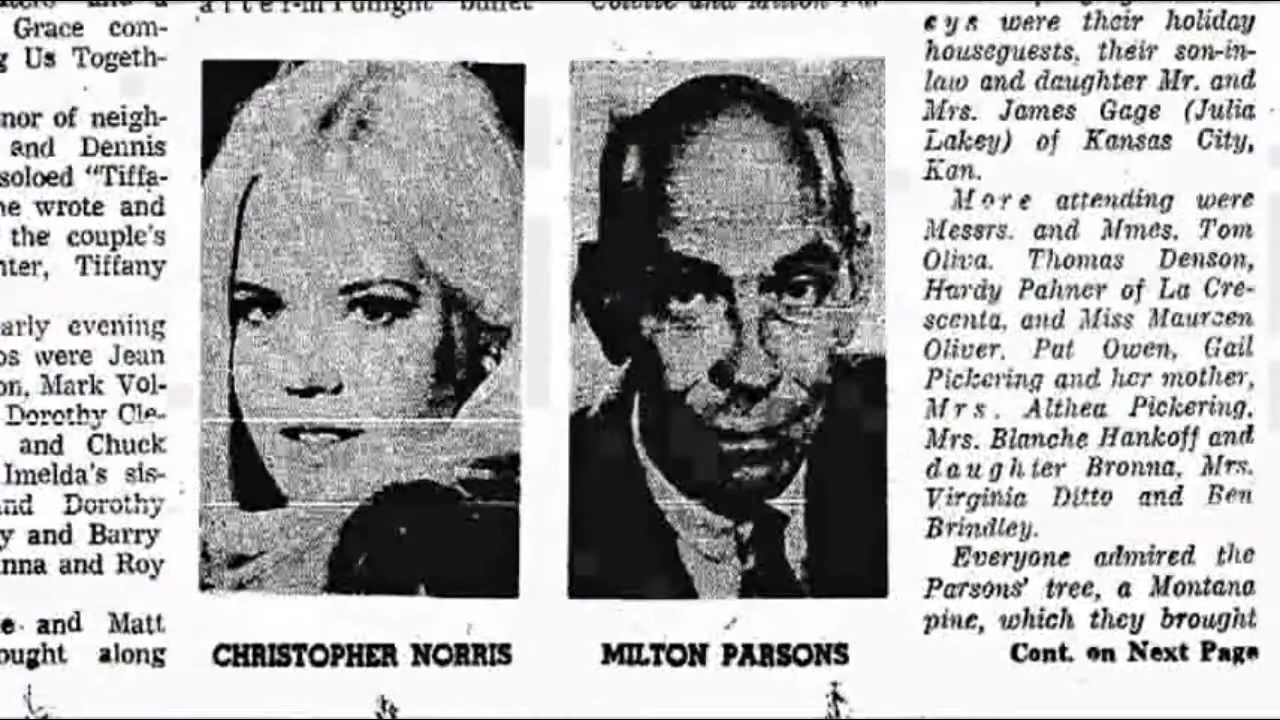 Grace com-
g Us Togeth-
nor of neigh-
and Dennis
soloed "Tiffa-
he wrote and
the couple's
hter, Tiffany
arly evening
os were Jean
on, Mark Vol-
Dorothy Cle-
and Chuck
Imelda's sis-
and Dorothy
y and Barry
nna and Roy
e and Matt
ought along
CHRISTOPHER NORRIS
MILTON PARSONS
eys were their holiday
houseguests, their son-in-
law and daughter Mr. and
Mrs. James Gage (Julia
Lakey) of Kansas City,
Kan.
More attending were
Messrs. and Mmes. Tom
Oliva. Thomas Denson,
Hardy Pahner of La Cre-
scenta, and Miss Maureen
Oliver. Pat Owen, Gail
Pickering and her mother,
Mrs. Althea Pickering.
Mrs. Blanche Hankoff and
daughter Bronna, Mrs.
Virginia Ditto and Ben
Brindley.
Everyone admired the
Parsons' tree, a Montana
pine, which they brought
Cont. on Next Page